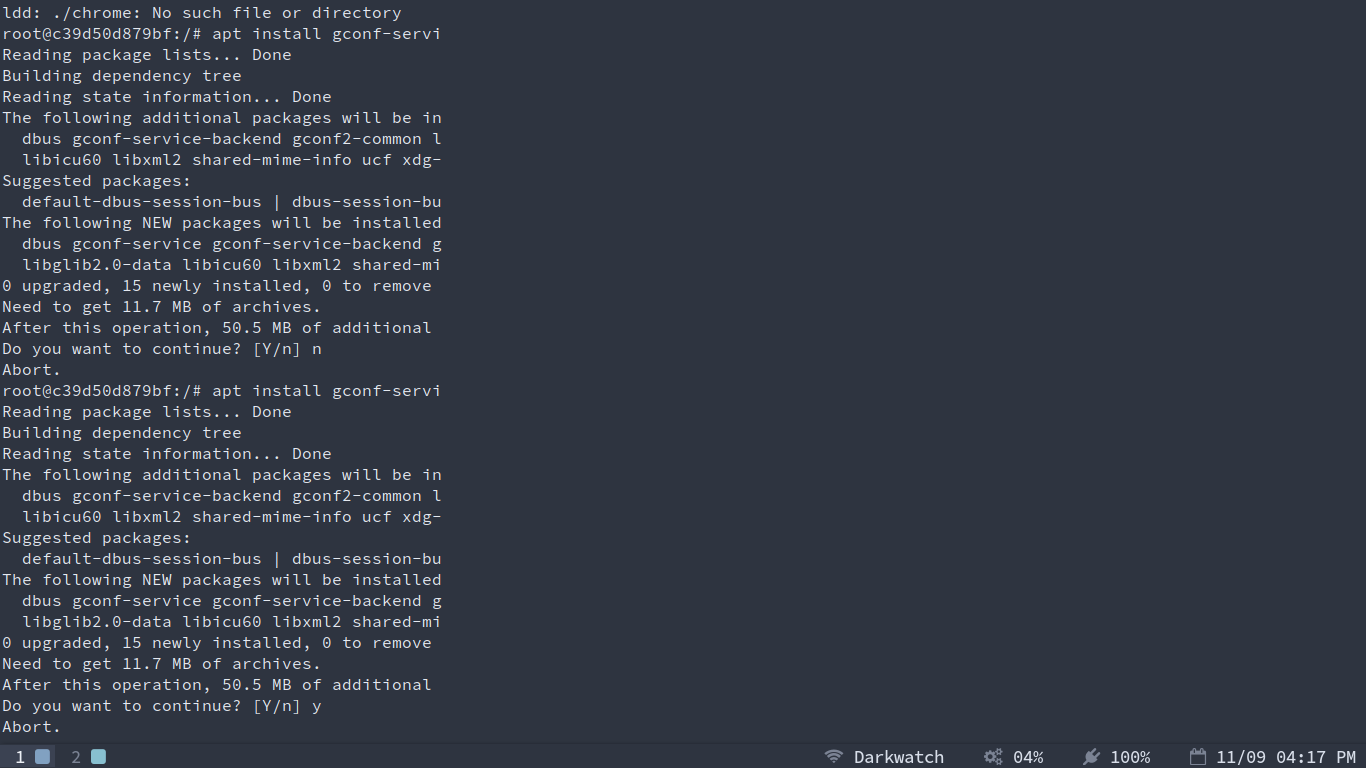 ldd: ./chrome: No such file or directory
root@c39d50d879bf:/# apt install gconf-servi
Reading package lists... Done
Building dependency tree
Reading state information... Done
The following additional packages will be in
  dbus gconf-service-backend gconf2-common l
  libicu60 libxml2 shared-mime-info ucf xdg-
Suggested packages:
  default-dbus-session-bus | dbus-session-bu
The following NEW packages will be installed
  dbus gconf-service gconf-service-backend g
  libglib2.0-data libicu60 libxml2 shared-mi
0 upgraded, 15 newly installed, 0 to remove
Need to get 11.7 MB of archives.
After this operation, 50.5 MB of additional
Do you want to continue? [Y/n] n
Abort.
root@c39d50d879bf:/# apt install gconf-servi
Reading package lists... Done
Building dependency tree
Reading state information... Done
The following additional packages will be in
  dbus gconf-service-backend gconf2-common l
  libicu60 libxml2 shared-mime-info ucf xdg-
Suggested packages:
  default-dbus-session-bus | dbus-session-bu
The following NEW packages will be installed
  dbus gconf-service gconf-service-backend g
  libglib2.0-data libicu60 libxml2 shared-mi
0 upgraded, 15 newly installed, 0 to remove
Need to get 11.7 MB of archives.
After this operation, 50.5 MB of additional
Do you want to continue? [Y/n] y
Abort.
1 2 Darkwatch 04% 100% 11/09 04:17 PM